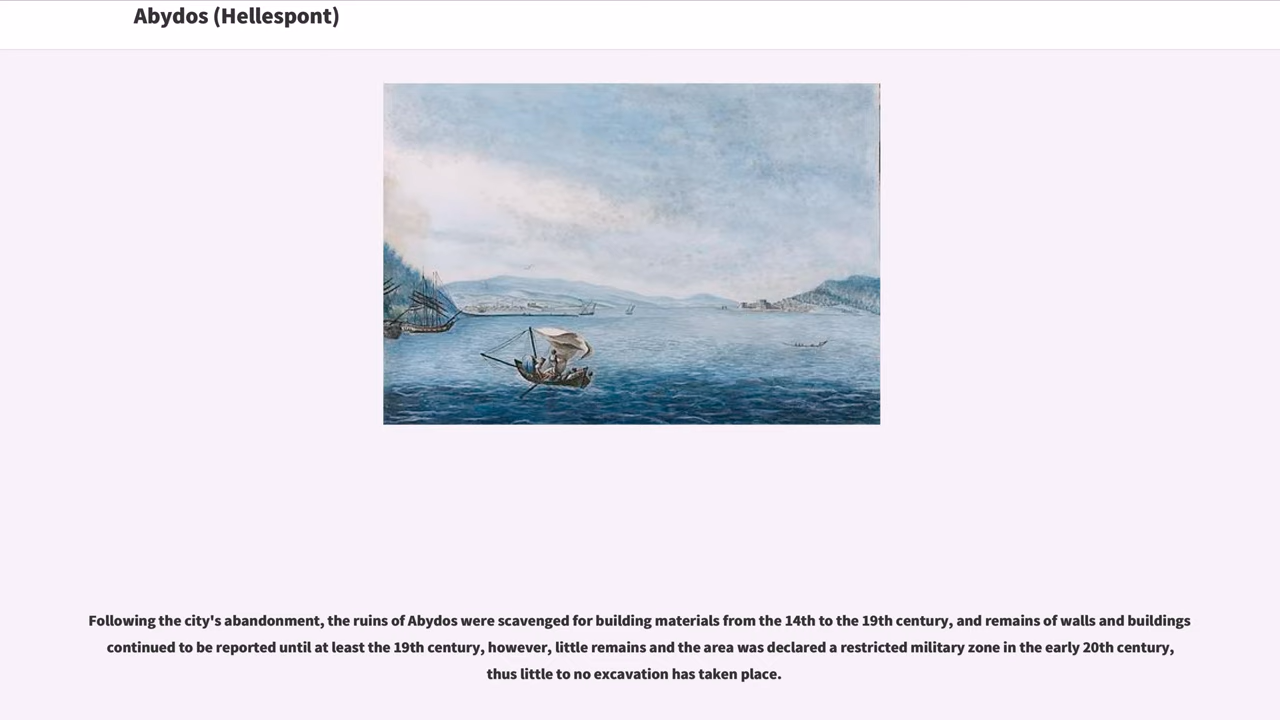 Abydos (Hellespont)
Following the city's abandonment, the ruins of Abydos were scavenged for building materials from the 14th to the 19th century, and remains of walls and buildings
continued to be reported until at least the 19th century, however, little remains and the area was declared a restricted military zone in the early 20th century,
thus little to no excavation has taken place.